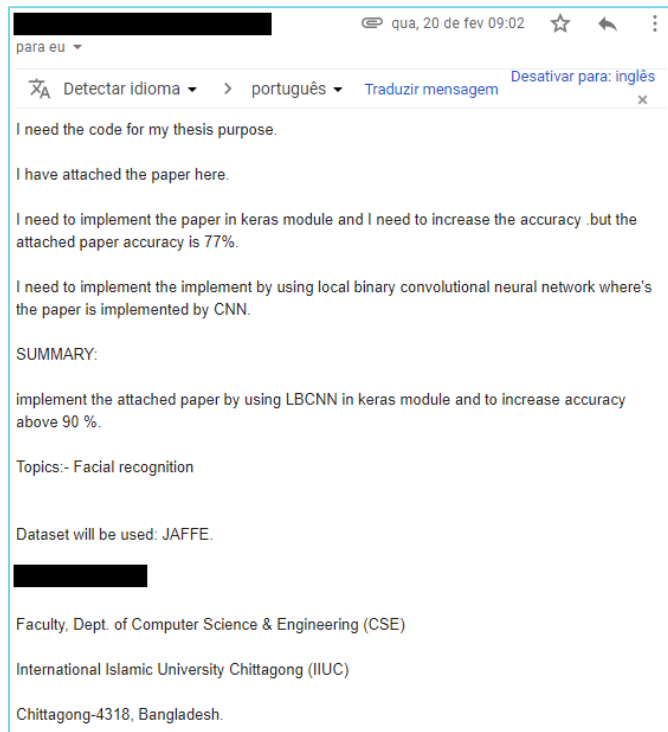 qua, 20 de fev 09:02
para eu
Detectar idioma > português Traduzir mensagem Desativar para: inglês x
I need the code for my thesis purpose.
I have attached the paper here.
I need to implement the paper in keras module and I need to increase the accuracy .but the
attached paper accuracy is 77%.
I need to implement the implement by using local binary convolutional neural network where's
the paper is implemented by CNN.
SUMMARY:
implement the attached paper by using LBCNN in keras module and to increase accuracy
above 90 %.
Topics:- Facial recognition
Dataset will be used: JAFFE.
Faculty, Dept. of Computer Science & Engineering (CSE)
International Islamic University Chittagong (IIUC)
Chittagong-4318, Bangladesh.